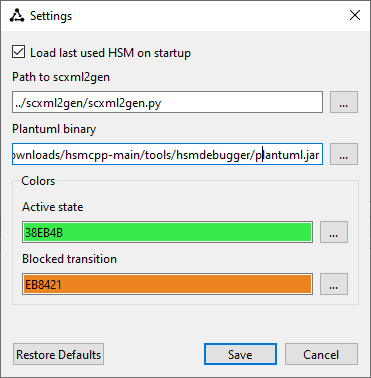 Settings
Load last used HSM on startup
Path to scxml2gen
../scxml2gen/scxml2gen.py ...
Plantuml binary
ownloads/hsmcpp-main/tools/hsmdebugger/plantuml.jar ...
Colors
Active state
38EB4B ...
Blocked transition
EB8421 ...
Restore Defaults Save Cancel